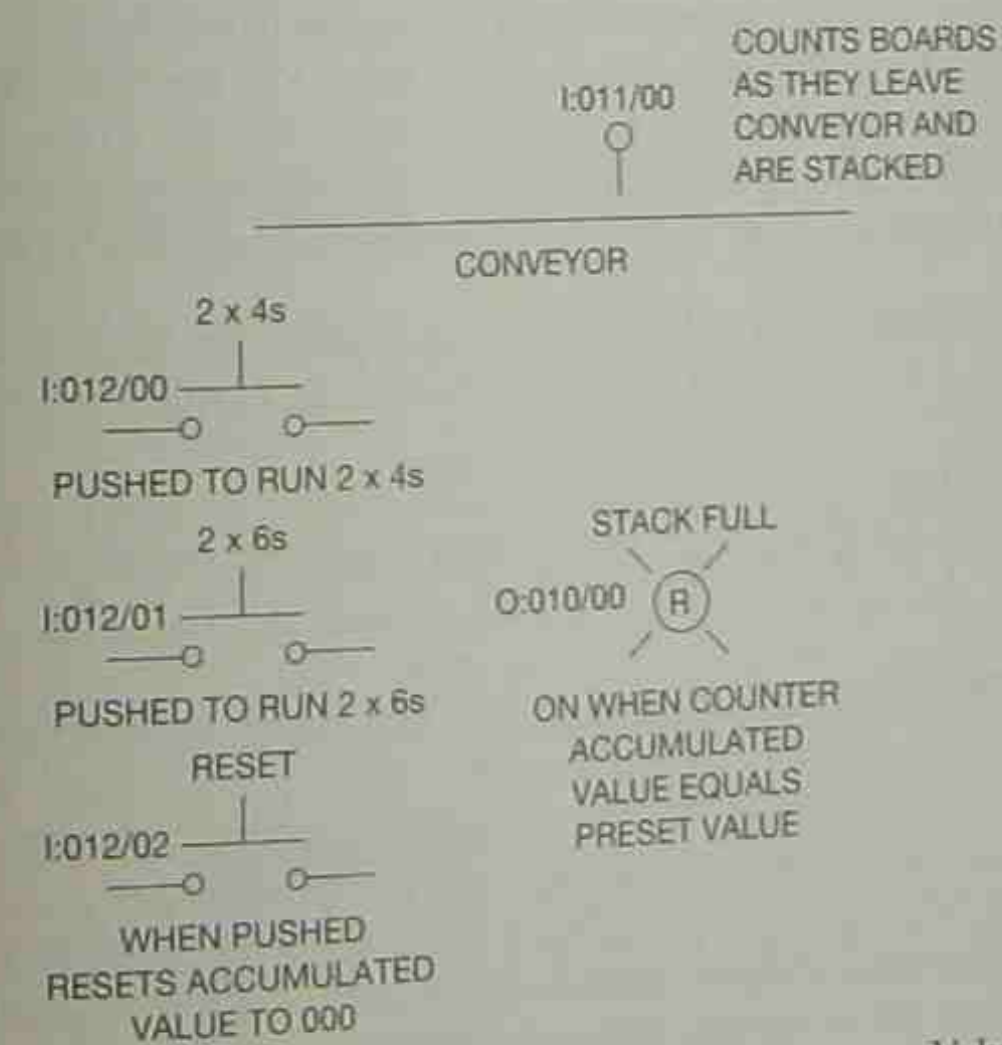 COUNTS BOARDS
AS THEY LEAVE
CONVEYOR AND
ARE STACKED
I:011/00
CONVEYOR
2 x 4s
I:012/00
PUSHED TO RUN 2 x 4s
2 x 6s
I:012/01
PUSHED TO RUN 2 x 6s
RESET
I:012/02
WHEN PUSHED
RESETS ACCUMULATED
VALUE TO 000
STACK FULL
O:010/00
R
ON WHEN COUNTER
ACCUMULATED
VALUE EQUALS
PRESET VALUE